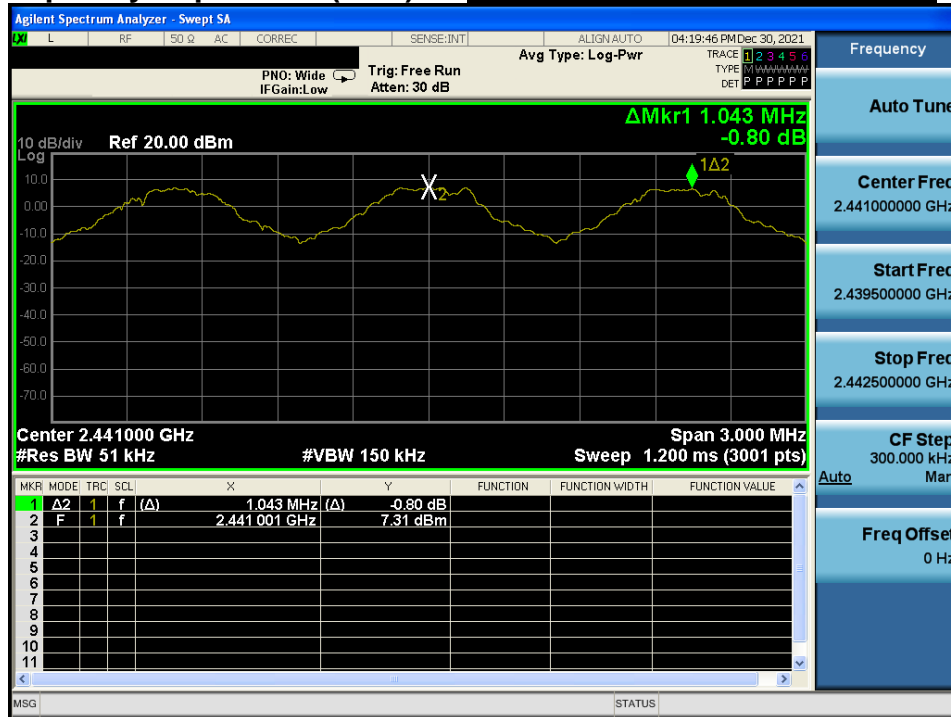 Agilent Spectrum Analyzer - Swept SA
LXI L RF 50 Ω AC CORREC SENSE:INT ALIGN AUTO 04:19:46 PM Dec 30, 2021
Avg Type: Log-Pwr TRACE 1 2 3 4 5 6
PNO: Wide Trig: Free Run TYPE M WWWWW
IFGain:Low Atten: 30 dB DET P P P P P P
ΔMkr1 1.043 MHz
-0.80 dB
10 dB/div Ref 20.00 dBm
Log
1Δ2
10.0
X2
0.00
-10.0
-20.0
-30.0
-40.0
-50.0
-60.0
-70.0
Center 2.441000 GHz Span 3.000 MHz
#Res BW 51 kHz #VBW 150 kHz Sweep 1.200 ms (3001 pts)
MKR MODE TRC SCL X Y FUNCTION FUNCTION WIDTH FUNCTION VALUE
1 Δ2 1 f (Δ) 1.043 MHz (Δ) -0.80 dB
2 F 1 f 2.441 001 GHz 7.31 dBm
3
4
5
6
7
8
9
10
11
MSG STATUS
Frequency
Auto Tune
Center Freq
2.441000000 GHz
Start Freq
2.439500000 GHz
Stop Freq
2.442500000 GHz
CF Step
300.000 kHz
Auto Man
Freq Offset
0 Hz